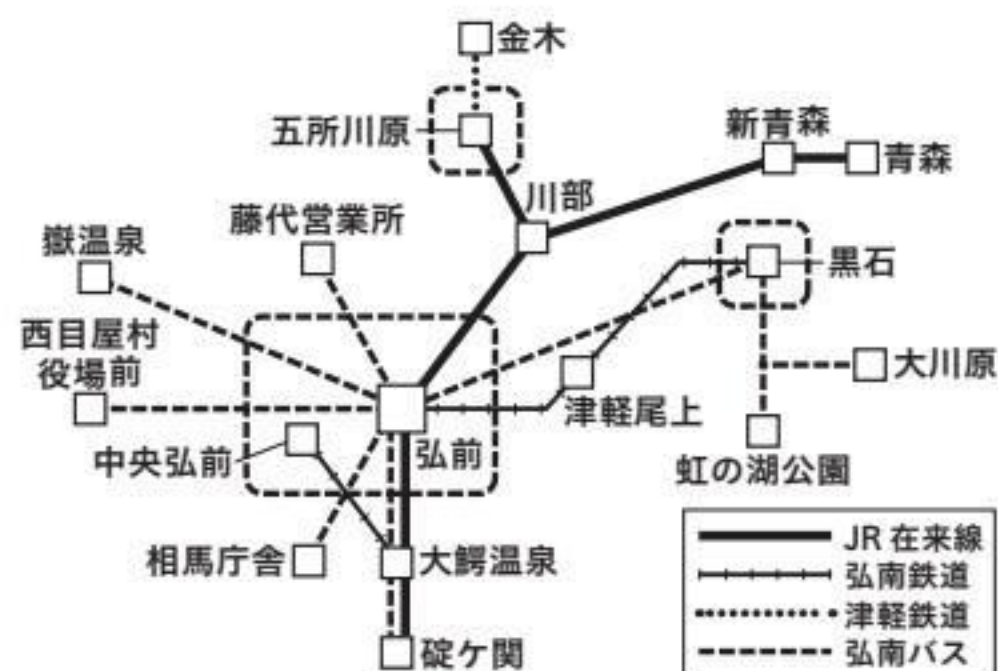 金木
五所川原
新青森
青森
川部
藤代営業所
嶽温泉
黒石
西目屋村
役場前
大川原
津軽尾上
中央弘前
弘前
虹の湖公園
相馬庁舎
大鰐温泉
碇ケ関
JR 在来線
弘南鉄道
津軽鉄道
弘南バス